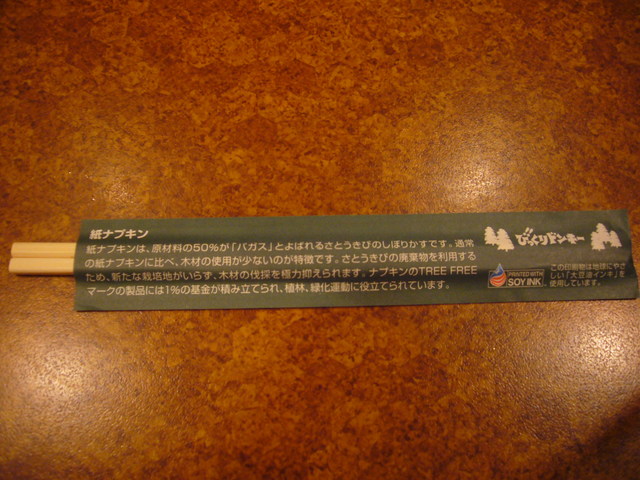 紙ナプキン
紙ナプキンは、原材料の50%が「バガス」とよばれるさとうきびのしぼりかすです。通常
の紙ナプキンに比べ、木材の使用が少ないのが特徴です。さとうきびの廃棄物を利用する
ため、新たな栽培地がいらず、木材の伐採を極力抑えられます。ナプキンのTREE FREE
マークの製品には1%の基金が積み立てられ、植林、緑化運動に役立てられています。
びっくりドンキー
PRINTED WITH
SOY INK
この印刷物は地球にやさ
しい「大豆油インキ」を
使用しています。